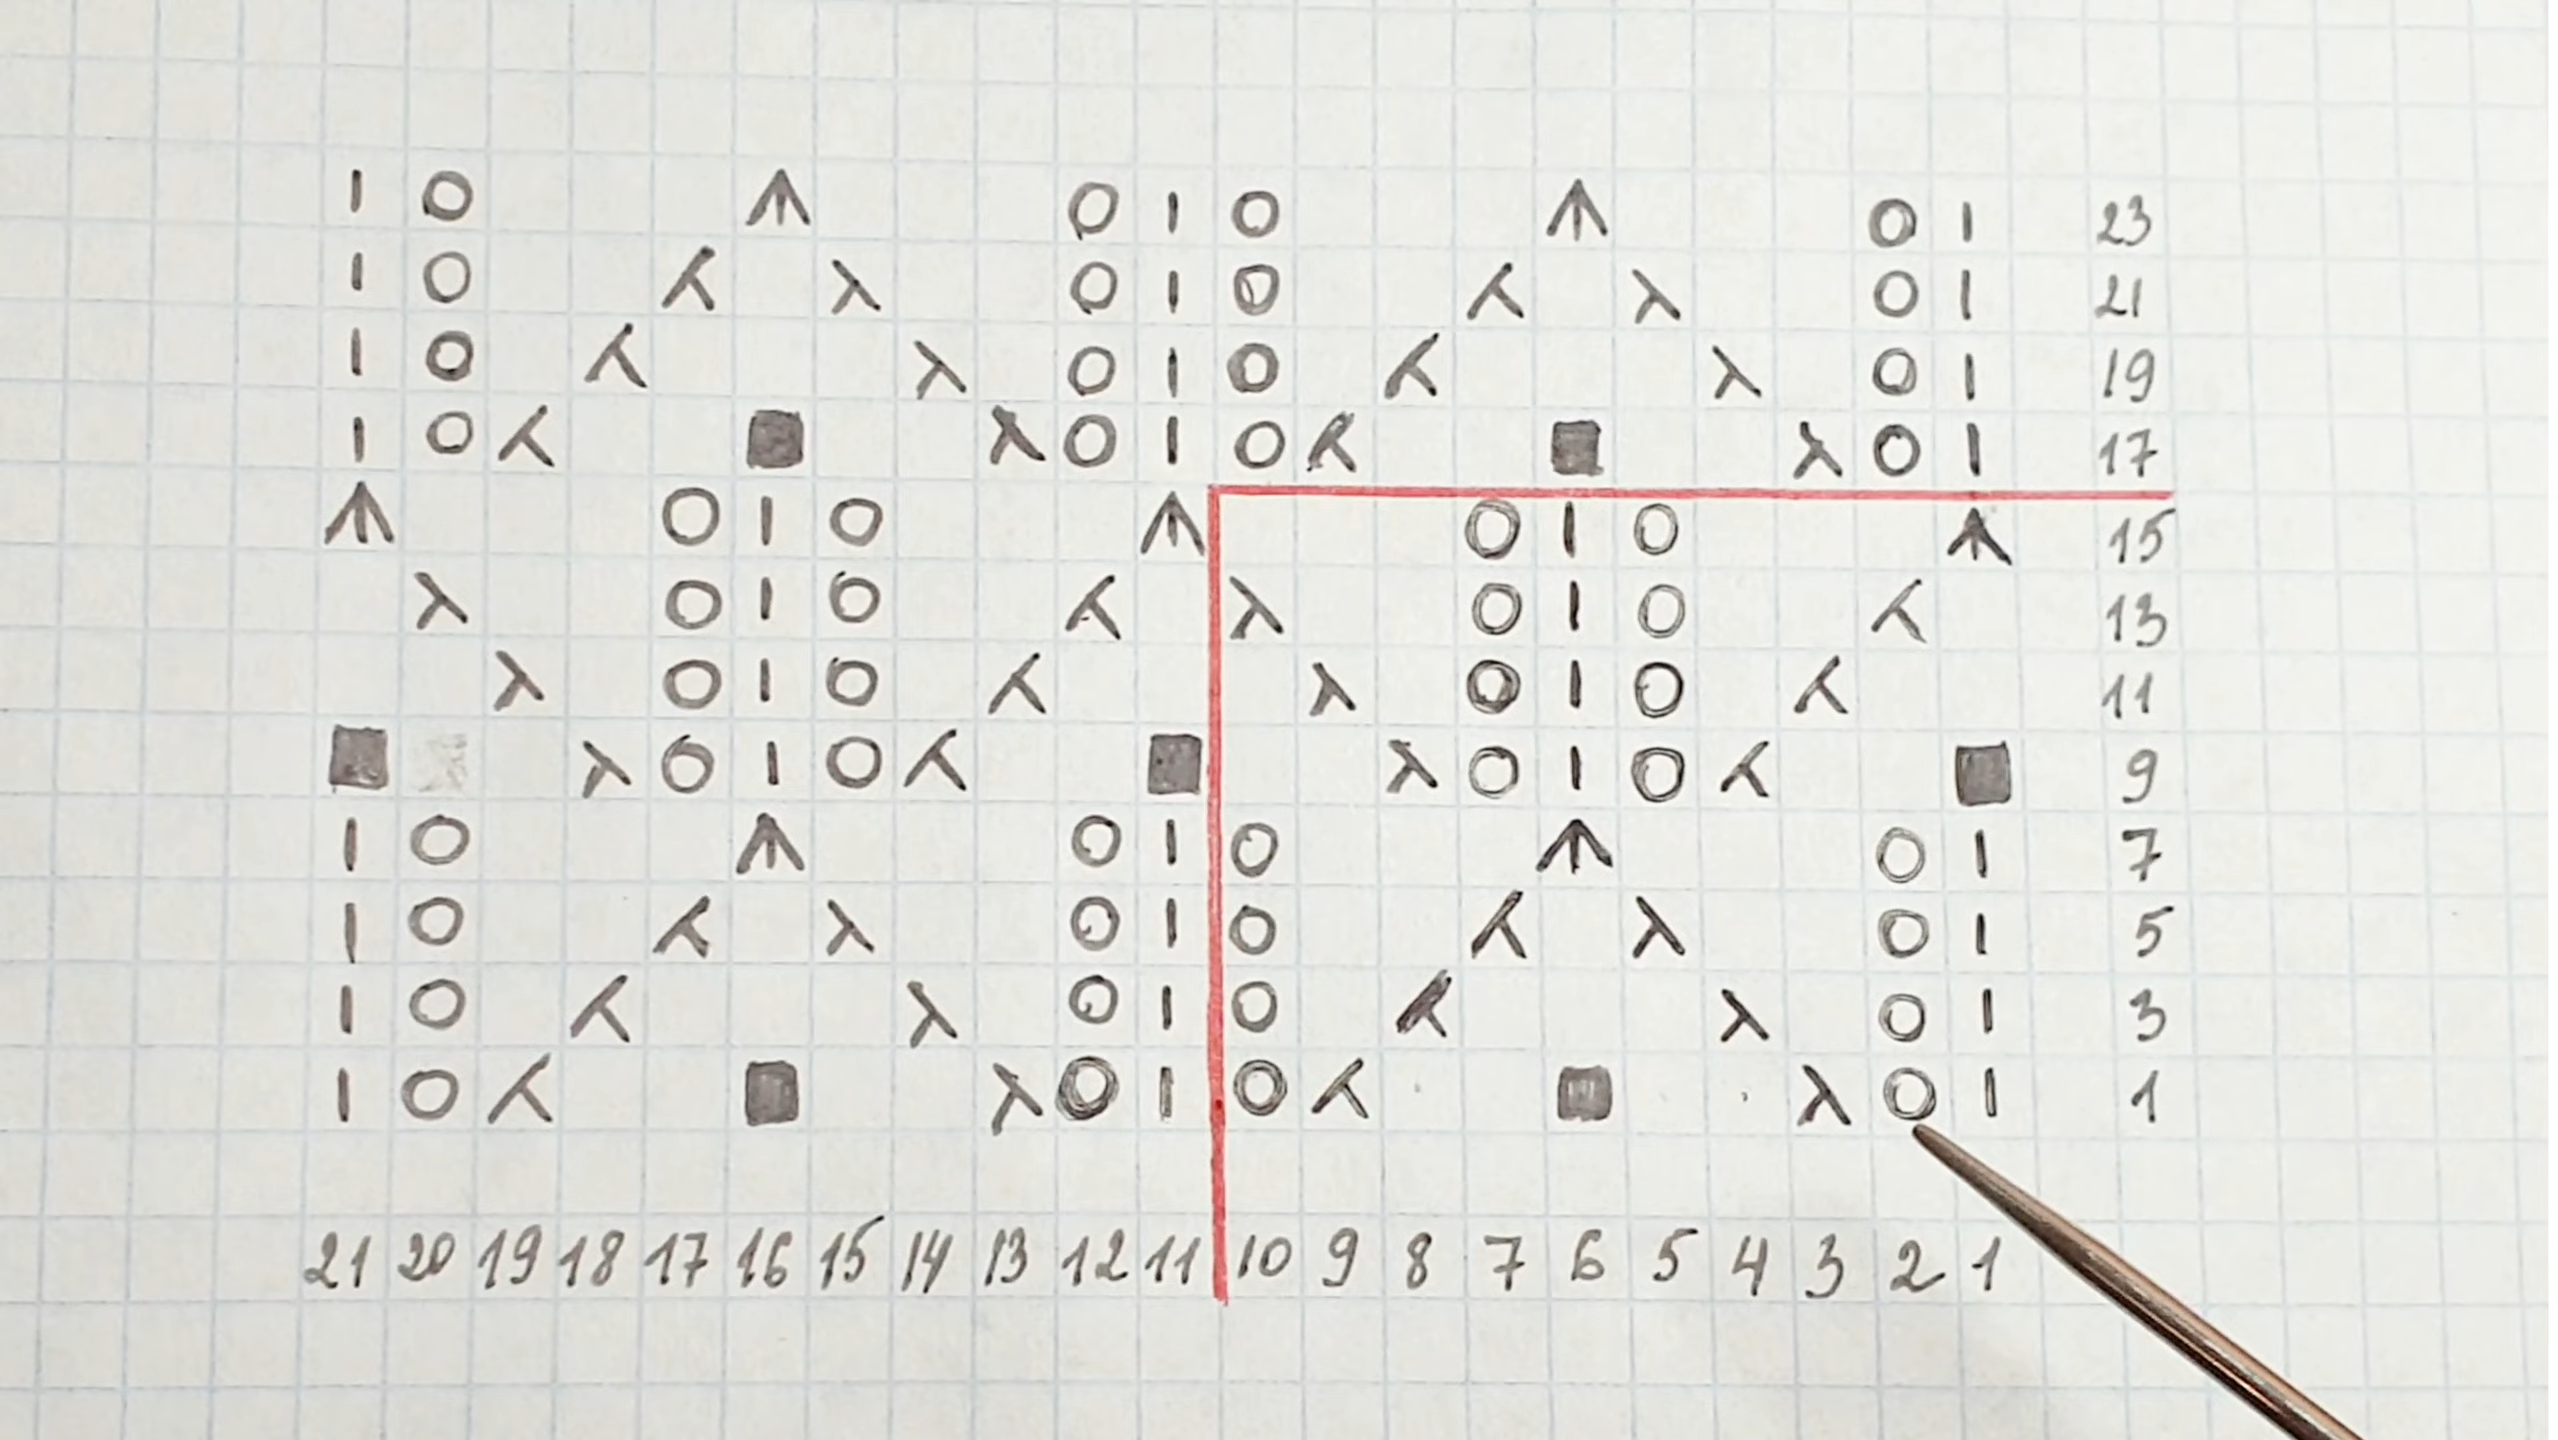 I O ⩚ O I O ⩚ O I 23
I O ⅄ λ O I O ⅄ λ O I 21
I O ⅄ λ O I O ⅄ λ O I 19
I O ⅄ ■ λ O I O ⅄ ■ λ O I 17
⩚ O I O ⩚ O I O ⩚ 15
λ O I O ⅄ λ O I O ⅄ 13
λ O I O ⅄ λ O I O ⅄ 11
■ λ O I O ⅄ ■ λ O I O ⅄ ■ 9
I O ⩚ O I O ⩚ O I 7
I O ⅄ λ O I O ⅄ λ O I 5
I O ⅄ λ O I O ⅄ λ O I 3
I O ⅄ ■ λ O I O ⅄ ■ λ O I 1
21 20 19 18 17 16 15 14 13 12 11 10 9 8 7 6 5 4 3 2 1